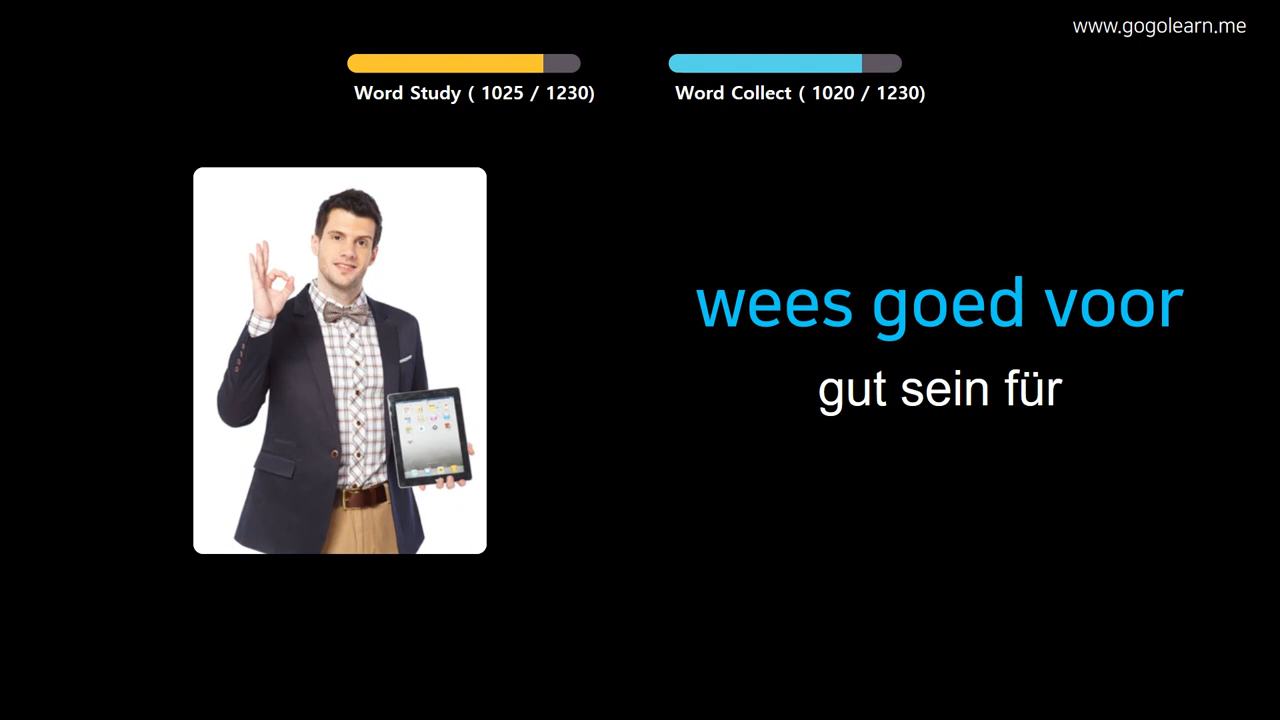 www.gogolearn.me
Word Study ( 1025 / 1230)
Word Collect ( 1020 / 1230)
wees goed voor
gut sein für